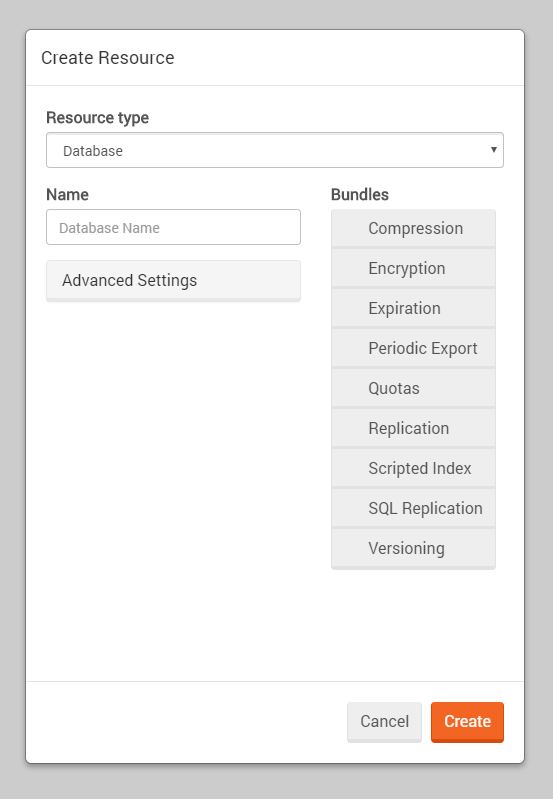 Create Resource
Resource type
Database
Name
Database Name
Advanced Settings
Bundles
Compression
Encryption
Expiration
Periodic Export
Quotas
Replication
Scripted Index
SQL Replication
Versioning
Cancel
Create